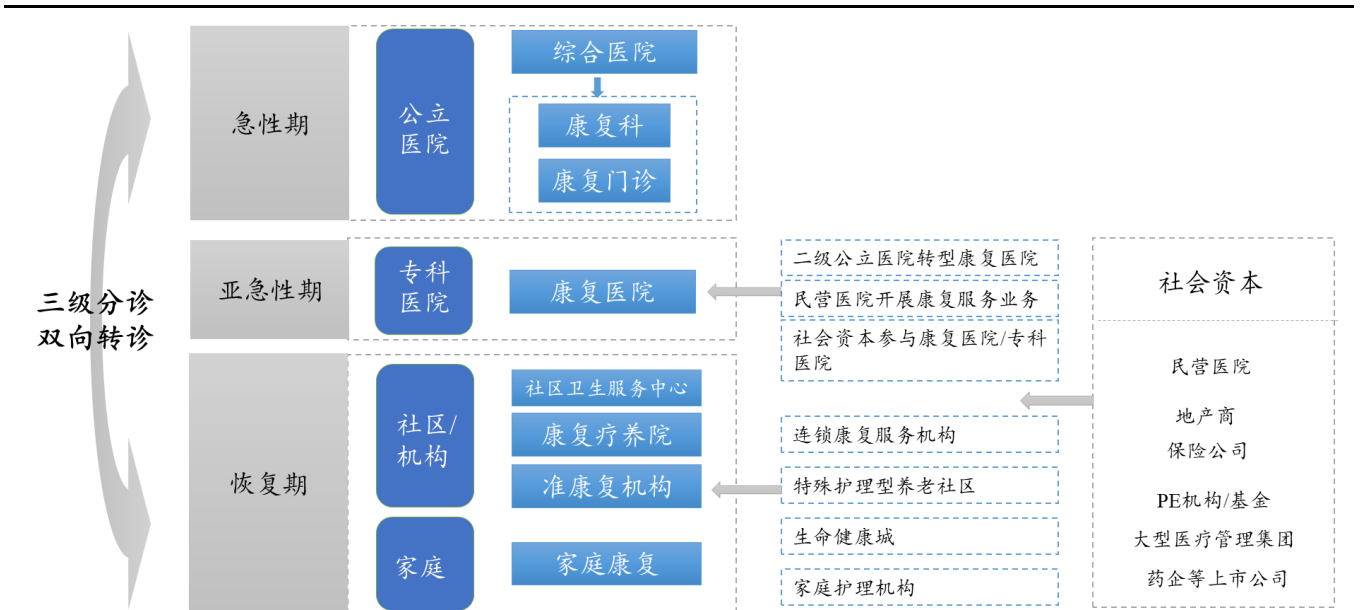 三级分诊
双向转诊
急性期
公立
医院
综合医院
康复科
康复门诊
亚急性期
专科
医院
康复医院
二级公立医院转型康复医院
民营医院开展康复服务业务
社会资本参与康复医院/专科
医院
恢复期
社区/
机构
社区卫生服务中心
康复疗养院
准康复机构
家庭
家庭康复
连锁康复服务机构
特殊护理型养老社区
生命健康城
家庭护理机构
社会资本
民营医院
地产商
保险公司
PE机构/基金
大型医疗管理集团
药企等上市公司